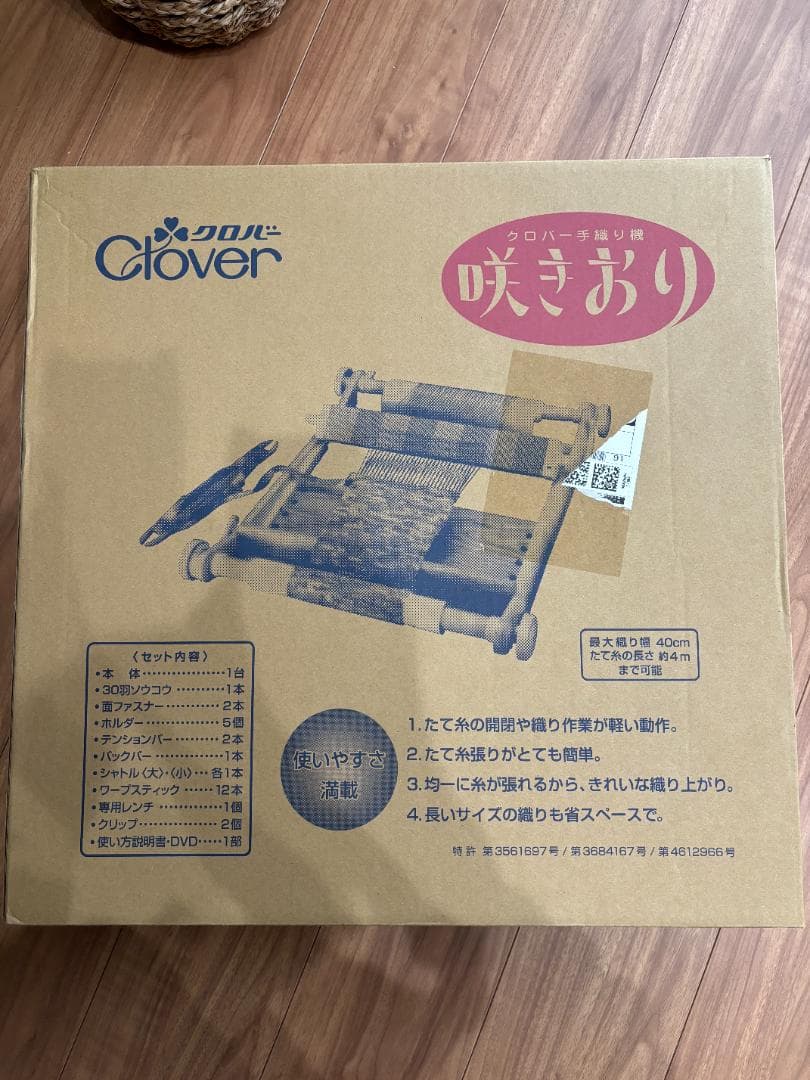 クロバー
Clover
クロバー手織り機
咲きおり
最大織り幅 40cm
たて糸の長さ 約4m
まで可能
〈セット内容〉
・本 体………………1台
・30羽ソウコウ………1本
・面ファスナー………2本
・ホルダー……………5個
・テンションバー……2本
・バックバー…………1本
・シャトル〈大〉・〈小〉…各1本
・ワープスティック……12本
・専用レンチ…………1個
・クリップ……………2個
・使い方説明書・DVD……1部
使いやすさ
満載
1.たて糸の開閉や織り作業が軽い動作。
2.たて糸張りがとても簡単。
3.均一に糸が張れるから、きれいな織り上がり。
4.長いサイズの織りも省スペースで。
特許 第3561697号/第3684167号/第4612966号